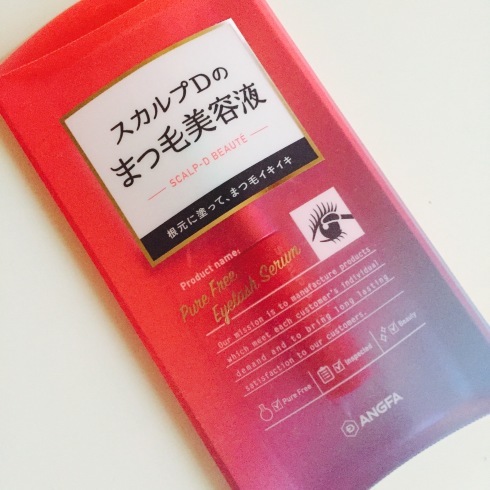 スカルプDの
まつ毛美容液
SCALP-D BEAUTÉ
根元に塗って、まつ毛イキイキ
Product name:
Pure Free
Eyelash Serum
Our mission is to manufacture products
which meet each customer's individual
demand and to bring long lasting
satisfaction to our customers.
Pure Free Inspected Beauty
ANGFA